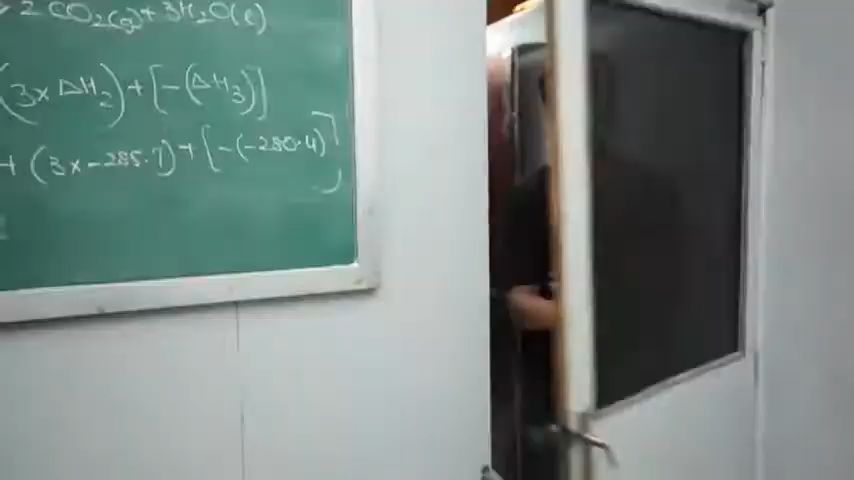 2 CO₂(g) + 3H₂O(l)
(3x ΔH₂) + [-(ΔH₃)]
+ (3x -285.7) + [-(-280.4)]